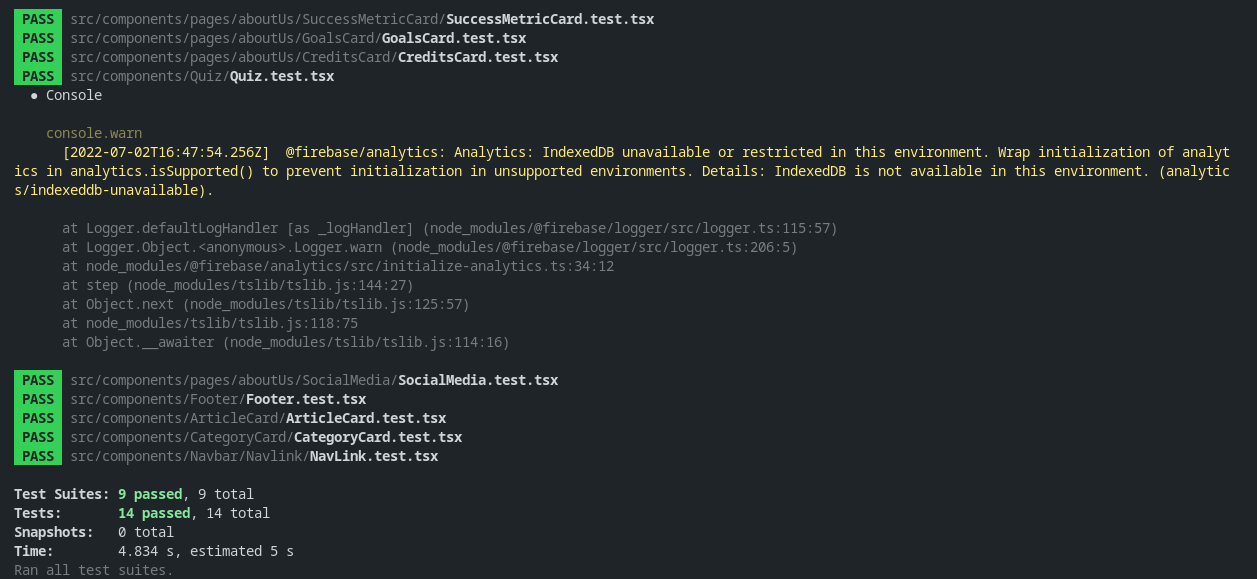 PASS src/components/pages/aboutUs/SuccessMetricCard/SuccessMetricCard.test.tsx
PASS src/components/pages/aboutUs/GoalsCard/GoalsCard.test.tsx
PASS src/components/pages/aboutUs/CreditsCard/CreditsCard.test.tsx
PASS src/components/Quiz/Quiz.test.tsx
● Console
console.warn
[2022-07-02T16:47:54.256Z]  @firebase/analytics: Analytics: IndexedDB unavailable or restricted in this environment. Wrap initialization of analyt
ics in analytics.isSupported() to prevent initialization in unsupported environments. Details: IndexedDB is not available in this environment. (analytic
s/indexeddb-unavailable).
at Logger.defaultLogHandler [as _logHandler] (node_modules/@firebase/logger/src/logger.ts:115:57)
at Logger.Object.<anonymous>.Logger.warn (node_modules/@firebase/logger/src/logger.ts:206:5)
at node_modules/@firebase/analytics/src/initialize-analytics.ts:34:12
at step (node_modules/tslib/tslib.js:144:27)
at Object.next (node_modules/tslib/tslib.js:125:57)
at node_modules/tslib/tslib.js:118:75
at Object.__awaiter (node_modules/tslib/tslib.js:114:16)
PASS src/components/pages/aboutUs/SocialMedia/SocialMedia.test.tsx
PASS src/components/Footer/Footer.test.tsx
PASS src/components/ArticleCard/ArticleCard.test.tsx
PASS src/components/CategoryCard/CategoryCard.test.tsx
PASS src/components/Navbar/Navlink/NavLink.test.tsx
Test Suites: 9 passed, 9 total
Tests:       14 passed, 14 total
Snapshots:   0 total
Time:        4.834 s, estimated 5 s
Ran all test suites.